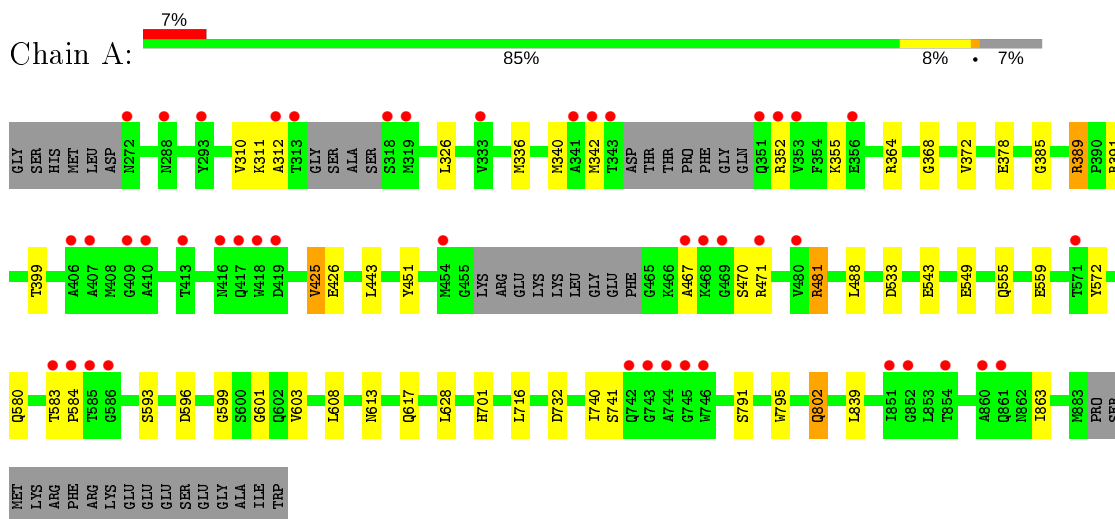 7%
Chain A:
85% 8% • 7%
GLY SER HIS MET LEU ASP N272 N288 Y293 V310 K311 A312 T313 GLY SER ALA SER S318 M319 L326 V333 M336 M340 A341 M342 T343 ASP THR THR PRO PHE GLY GLN Q351 R352 V353 F354 K355 E356 R364 G368 V372 E378 G385 R389 P390 R391
T399 A406 A407 M408 G409 A410 T413 N416 Q417 W418 D419 V425 E426 L443 Y451 M454 G455 LYS ARG GLU LYS LYS LEU GLY GLU PHE G465 K466 A467 K468 G469 S470 R471 V480 R481 L488 D533 E543 E549 Q555 E559 T571 Y572
Q580 T583 P584 T585 G586 S593 D596 G599 S600 G601 Q602 V603 L608 N613 Q617 L628 H701 L716 D732 I740 S741 Q742 G743 A744 G745 W746 S791 W795 Q802 L839 I851 G852 L853 T854 A860 Q861 N862 I863 M883 PRO SER
MET LYS ARG PHE ARG LYS GLU GLU GLU SER GLU GLY ALA ILE TRP